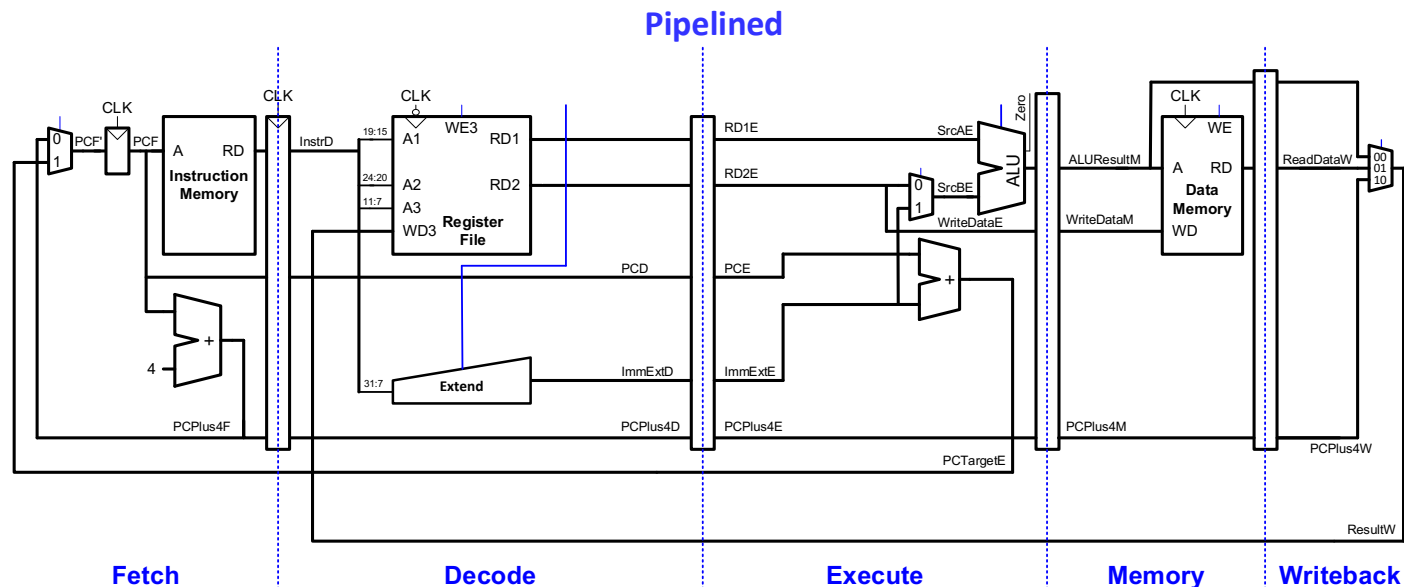 Pipelined
CLK
CLK
CLK
CLK
0
1
PCF'
PCF
A RD
Instruction
Memory
InstrD
19:15
24:20
11:7
31:7
A1
A2
A3
WD3
WE3
RD1
RD2
Register
File
RD1E
RD2E
SrcAE
SrcBE
0
1
WriteDataE
ALU
Zero
ALUResultM
WriteDataM
A RD
WE
Data
Memory
WD
ReadDataW
00
01
10
PCD
PCE
+
4
+
Extend
ImmExtD
ImmExtE
PCPlus4F
PCPlus4D
PCPlus4E
PCPlus4M
PCPlus4W
PCTargetE
ResultW
Fetch
Decode
Execute
Memory
Writeback